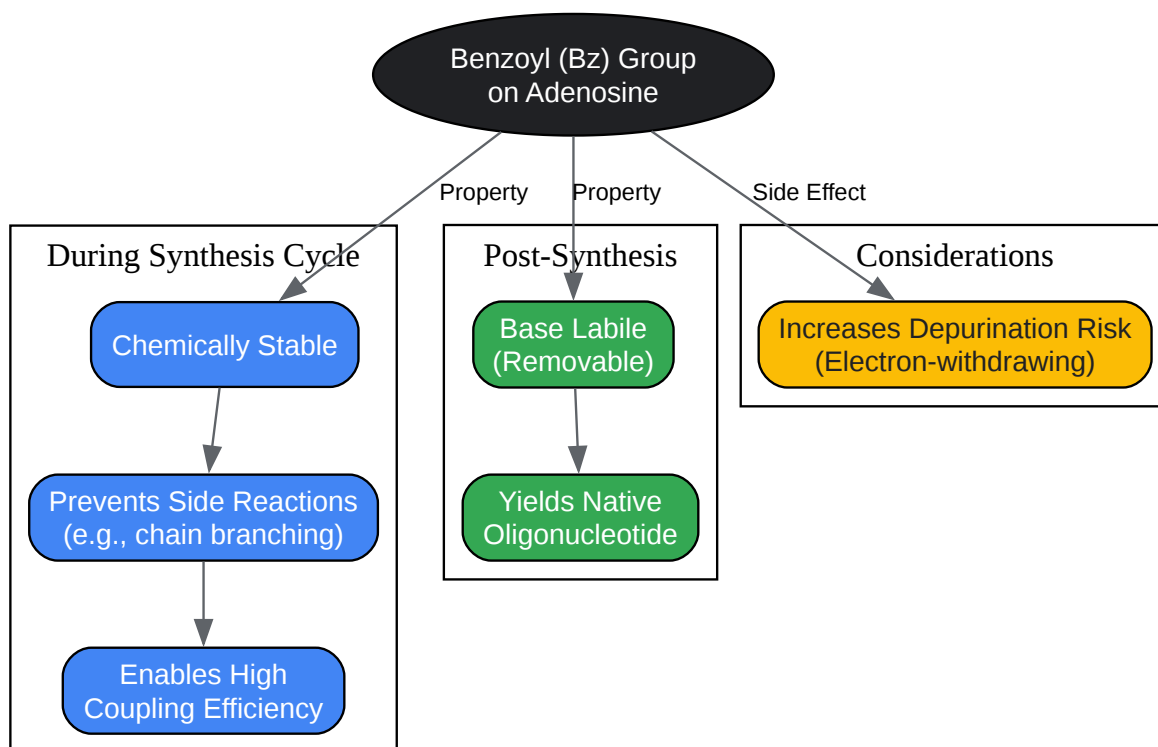 Benzoyl (Bz) Group
on Adenosine
Property
Property
Side Effect
During Synthesis Cycle
Chemically Stable
Prevents Side Reactions
(e.g., chain branching)
Enables High
Coupling Efficiency
Post-Synthesis
Base Labile
(Removable)
Yields Native
Oligonucleotide
Considerations
Increases Depurination Risk
(Electron-withdrawing)